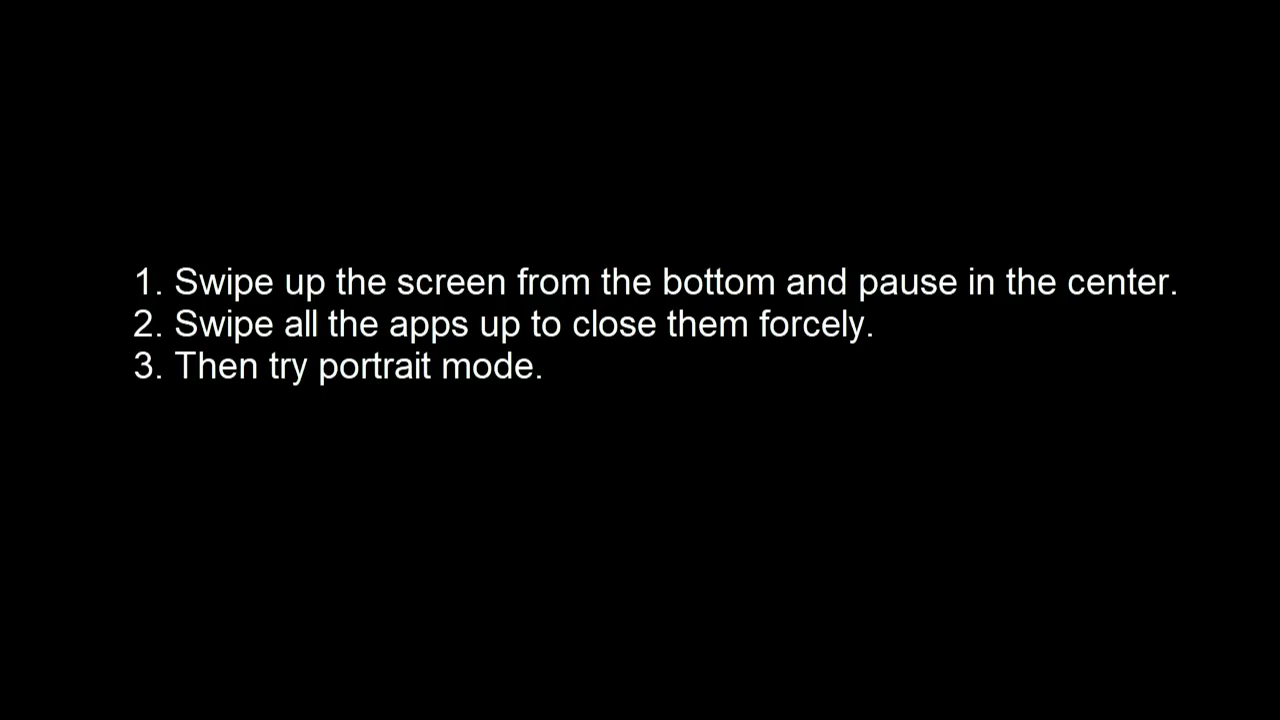 1. Swipe up the screen from the bottom and pause in the center.
2. Swipe all the apps up to close them forcely.
3. Then try portrait mode.